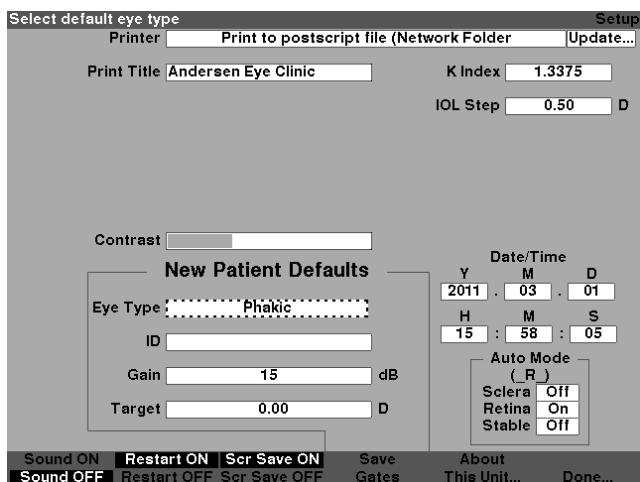 Select default eye type Setup
Printer Print to postscript file (Network Folder Update...
Print Title Andersen Eye Clinic K Index 1.3375
IOL Step 0.50 D
Contrast
Date/Time
New Patient Defaults Y M D
2011 . 03 . 01
Eye Type Phakic H M S
15 : 58 : 05
ID
Auto Mode
Gain 15 dB (_R_)
Sclera Off
Retina On
Target 0.00 D Stable Off
Sound ON Restart ON Scr Save ON Save About
Sound OFF Restart OFF Scr Save OFF Gates This Unit... Done...